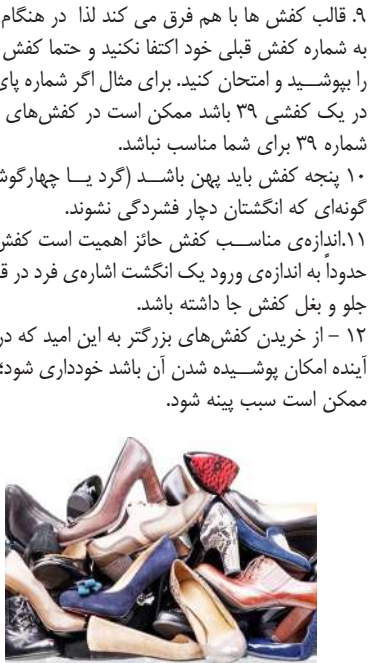 ۹. قالب کفش ها با هم فرق می کند لذا در هنگام
به شماره کفش قبلی خود اکتفا نکنید و حتما کفش
را بپوشید و امتحان کنید. برای مثال اگر شماره پای
در یک کفشی ۳۹ باشد ممکن است در کفش‌های
شماره ۳۹ برای شما مناسب نباشد.
۱۰ پنجه کفش باید پهن باشد (گرد یا چهارگوش
گونه‌ای که انگشتان دچار فشردگی نشوند.
۱۱.اندازه‌ی مناسب کفش حائز اهمیت است کفش
حدوداً به اندازه‌ی ورود یک انگشت اشاره‌ی فرد در
جلو و بغل کفش جا داشته باشد.
۱۲ – از خریدن کفش‌های بزرگتر به این امید که در
آینده امکان پوشیده شدن آن باشد خودداری شود؛
ممکن است سبب پینه شود.